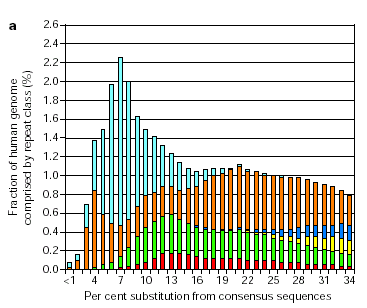 a
Fraction of human genome
comprised by repeat class (%)
2.6
2.4
2.2
2.0
1.8
1.6
1.4
1.2
1.0
0.8
0.6
0.4
0.2
0.0
<1 4 7 10 13 16 19 22 25 28 31 34
Per cent substitution from consensus sequences